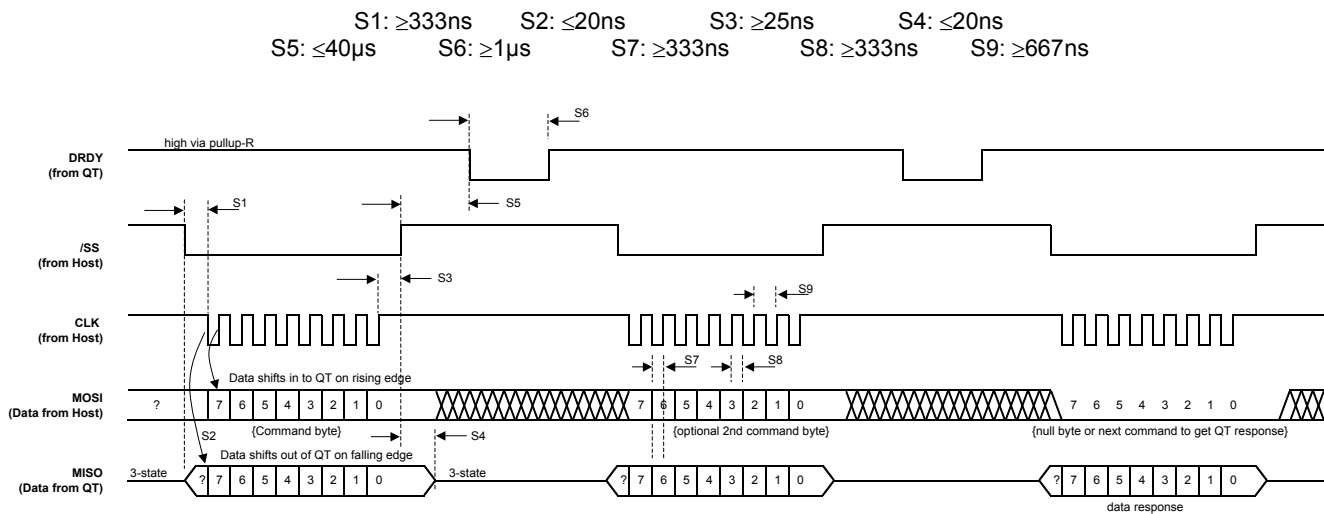 S1: ≥333ns S2: ≤20ns S3: ≥25ns S4: ≤20ns
S5: ≤40µs S6: ≥1µs S7: ≥333ns S8: ≥333ns S9: ≥667ns
S6
high via pullup-R
DRDY
(from QT)
S1
S5
/SS
(from Host)
S3
S9
CLK
(from Host)
S7
S8
Data shifts in to QT on rising edge
MOSI
(Data from Host)
? 7 6 5 4 3 2 1 0 7 6 5 4 3 2 1 0 7 6 5 4 3 2 1 0
{Command byte}
{optional 2nd command byte}
{null byte or next command to get QT response}
S2
S4
Data shifts out of QT on falling edge
MISO
(Data from QT)
3-state
? 7 6 5 4 3 2 1 0
3-state
? 7 6 5 4 3 2 1 0
? 7 6 5 4 3 2 1 0
data response